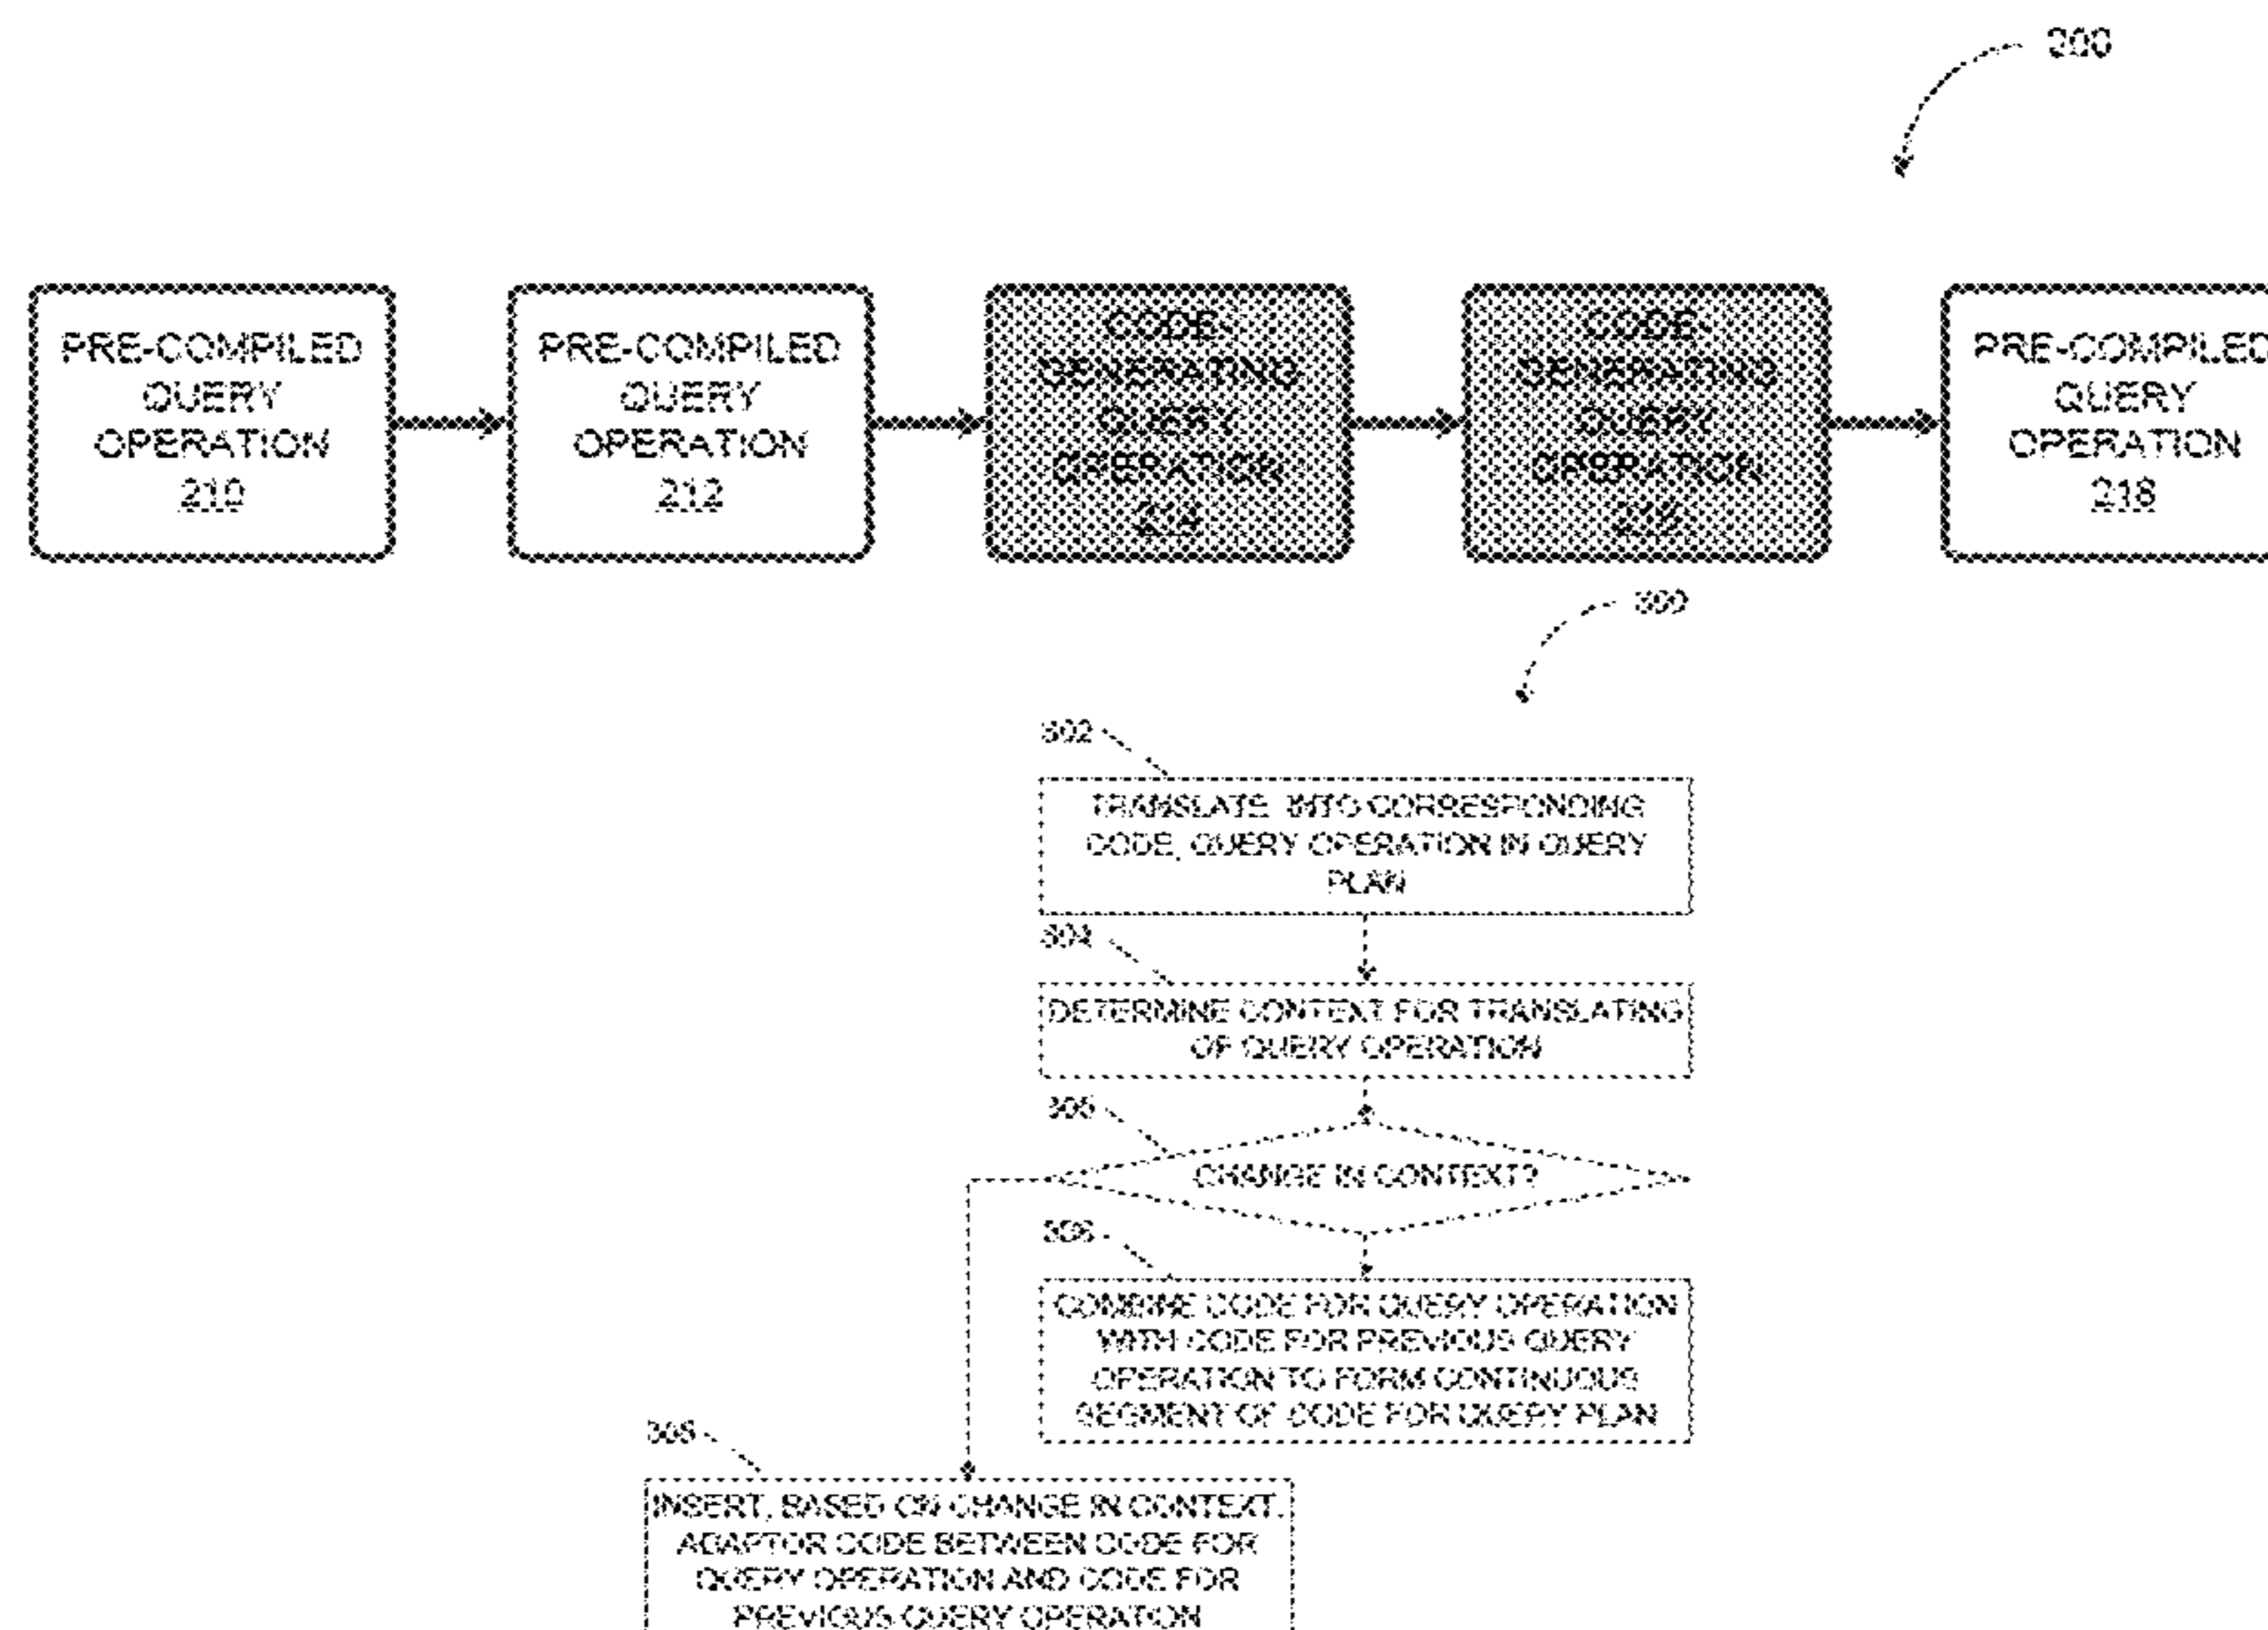 200
PRE-COMPILED
QUERY
OPERATION
210
PRE-COMPILED
QUERY
OPERATION
212
CODE
GENERATING
QUERY
OPERATION
CODE
GENERATING
QUERY
OPERATION
PRE-COMPILED
QUERY
OPERATION
218
300
302
TRANSLATE, INTO CORRESPONDING
CODE, QUERY OPERATION IN QUERY
PLAN
304
DETERMINE CONTEXT FOR TRANSLATING
OF QUERY OPERATION
305
CHANGE IN CONTEXT?
COMBINE CODE FOR QUERY OPERATION
WITH CODE FOR PREVIOUS QUERY
OPERATION TO FORM CONTINUOUS
SEGMENT OF CODE FOR QUERY PLAN
INSERT, BASED ON CHANGE IN CONTEXT,
ADAPTOR CODE BETWEEN CODE FOR
QUERY OPERATION AND CODE FOR
PREVIOUS QUERY OPERATION